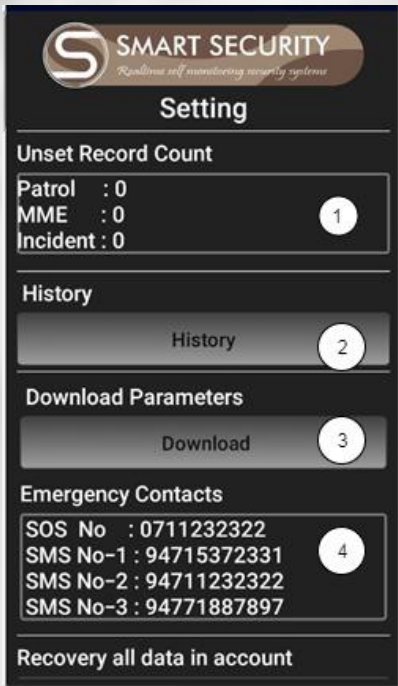 S
SMART SECURITY
Realtime self monitoring security systems
Setting
Unset Record Count
Patrol : 0
MME : 0
Incident : 0
1
History
History
2
Download Parameters
Download
3
Emergency Contacts
SOS No : 0711232322
SMS No-1 : 94715372331
SMS No-2 : 94711232322
SMS No-3 : 94771887897
4
Recovery all data in account